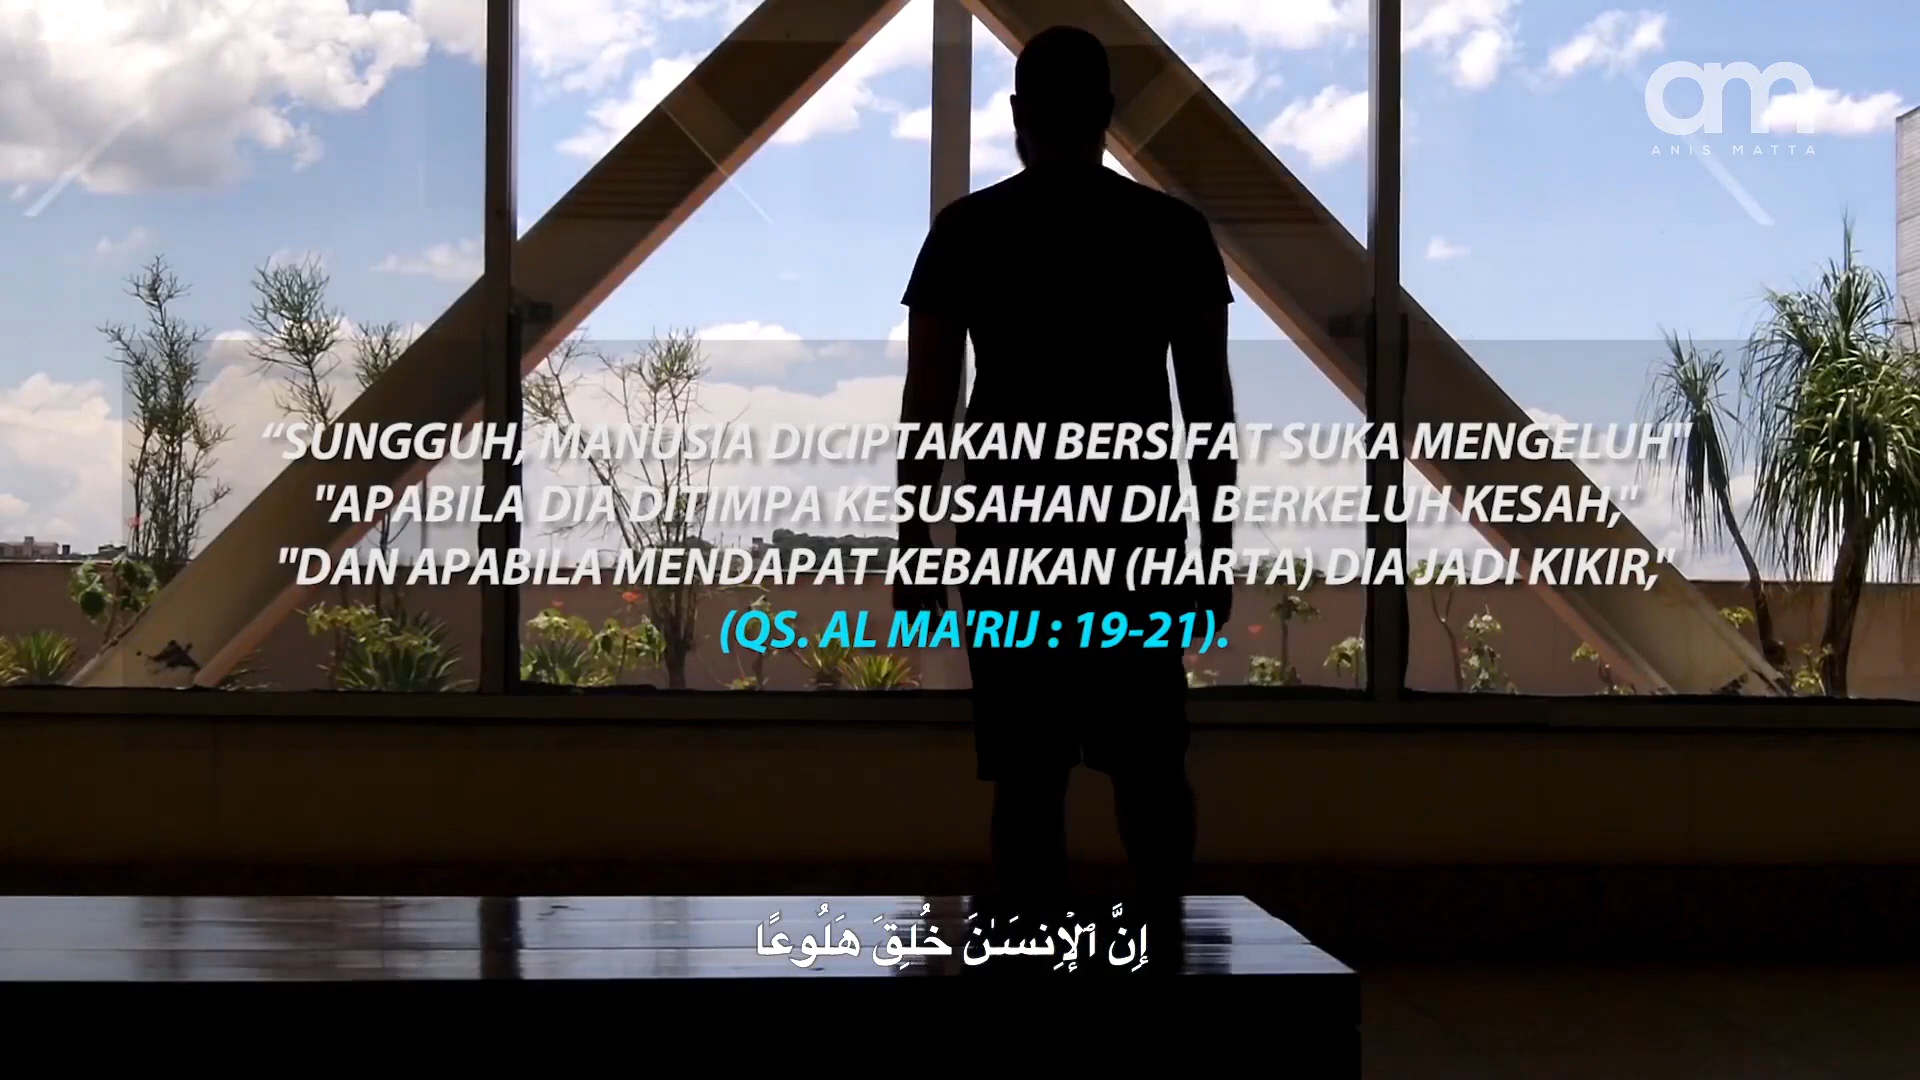 am
ANIS MATTA
“SUNGGUH, MANUSIA DICIPTAKAN BERSIFAT SUKA MENGELUH"
"APABILA DIA DITIMPA KESUSAHAN DIA BERKELUH KESAH,"
"DAN APABILA MENDAPAT KEBAIKAN (HARTA) DIA JADI KIKIR,"
(QS. AL MA'RIJ : 19-21).
إِنَّ ٱلْإِنسَـٰنَ خُلِقَ هَلُوعًا